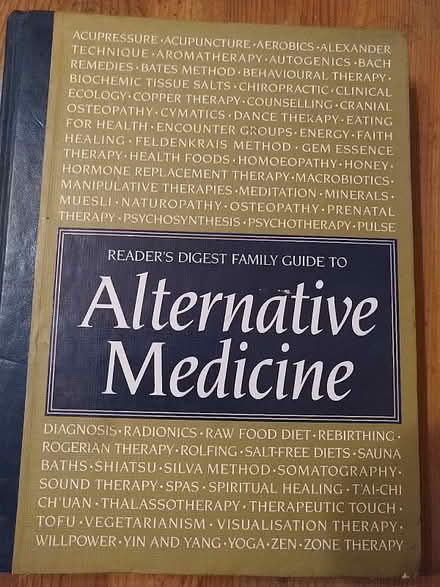 ACUPRESSURE · ACUPUNCTURE · AEROBICS · ALEXANDER
TECHNIQUE · AROMATHERAPY · AUTOGENICS · BACH
REMEDIES · BATES METHOD · BEHAVIOURAL THERAPY ·
BIOCHEMIC TISSUE SALTS · CHIROPRACTIC · CLINICAL
ECOLOGY · COPPER THERAPY · COUNSELLING · CRANIAL
OSTEOPATHY · CYMATICS · DANCE THERAPY · EATING
FOR HEALTH · ENCOUNTER GROUPS · ENERGY · FAITH
HEALING · FELDENKRAIS METHOD · GEM ESSENCE
THERAPY · HEALTH FOODS · HOMOEOPATHY · HONEY ·
HORMONE REPLACEMENT THERAPY · MACROBIOTICS ·
MANIPULATIVE THERAPIES · MEDITATION · MINERALS ·
MUESLI · NATUROPATHY · OSTEOPATHY · PRENATAL
THERAPY · PSYCHOSYNTHESIS · PSYCHOTHERAPY · PULSE
READER'S DIGEST FAMILY GUIDE TO
Alternative
Medicine
DIAGNOSIS · RADIONICS · RAW FOOD DIET · REBIRTHING ·
ROGERIAN THERAPY · ROLFING · SALT-FREE DIETS · SAUNA
BATHS · SHIATSU · SILVA METHOD · SOMATOGRAPHY ·
SOUND THERAPY · SPAS · SPIRITUAL HEALING · T'AI-CHI
CH'UAN · THALASSOTHERAPY · THERAPEUTIC TOUCH ·
TOFU · VEGETARIANISM · VISUALISATION THERAPY ·
WILLPOWER · YIN AND YANG · YOGA · ZEN · ZONE THERAPY